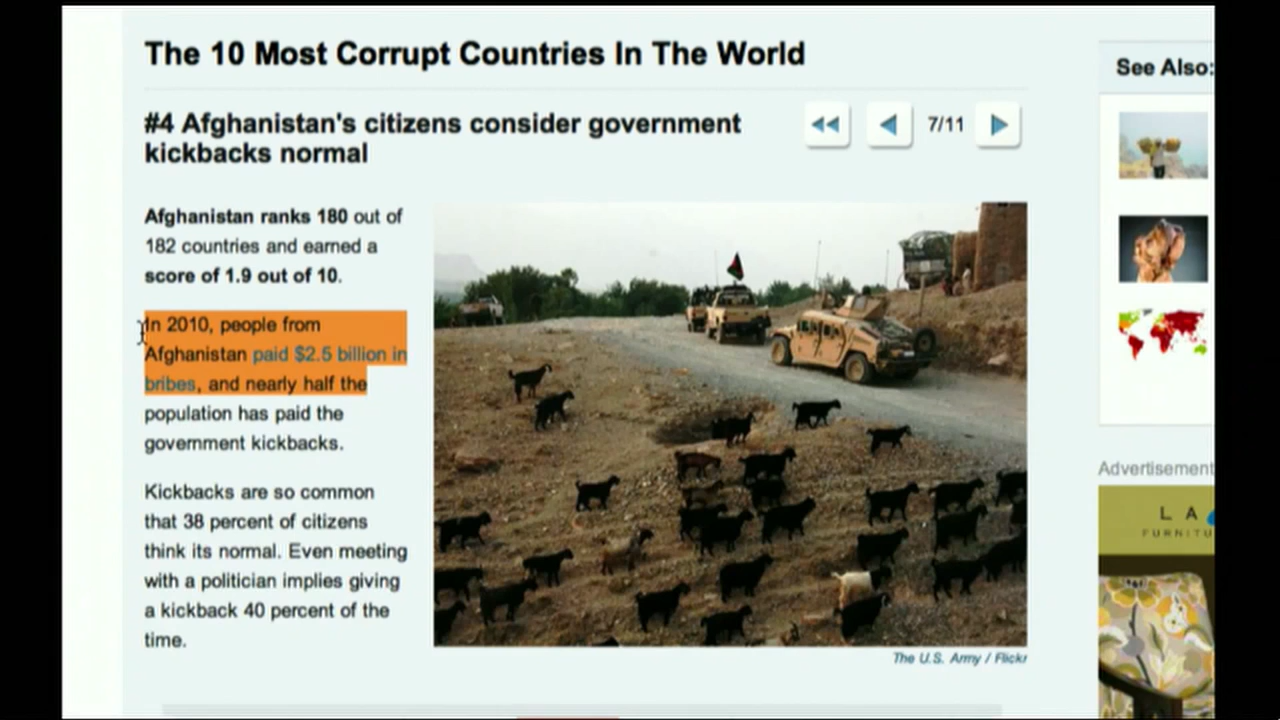 The 10 Most Corrupt Countries In The World
See Also:
#4 Afghanistan's citizens consider government
kickbacks normal
7/11
Afghanistan ranks 180 out of
182 countries and earned a
score of 1.9 out of 10.
In 2010, people from
Afghanistan paid $2.5 billion in
bribes, and nearly half the
population has paid the
government kickbacks.
Kickbacks are so common
that 38 percent of citizens
think its normal. Even meeting
with a politician implies giving
a kickback 40 percent of the
time.
The U.S. Army / Flickr
Advertisement
L A
FURNITU